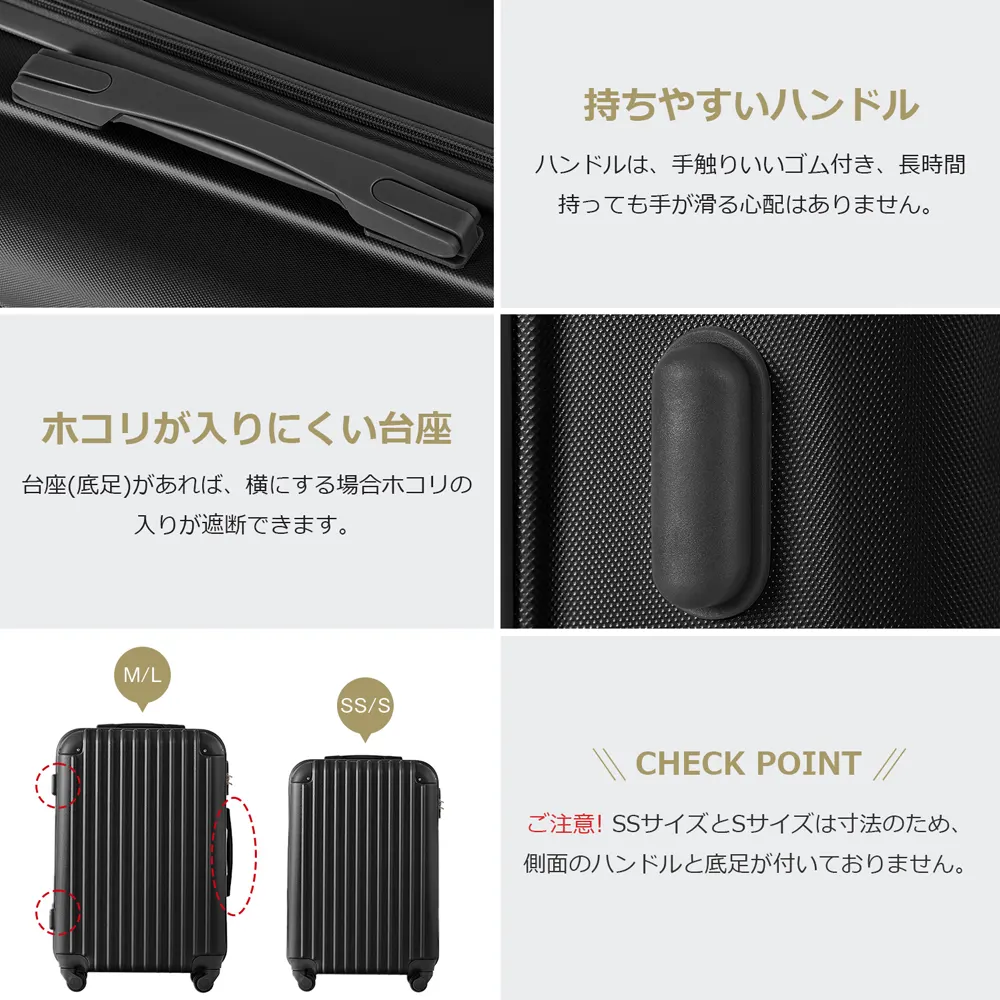 持ちやすいハンドル
ハンドルは、手触りいいゴム付き、長時間
持っても手が滑る心配はありません。
ホコリが入りにくい台座
台座(底足)があれば、横にする場合ホコリの
入りが遮断できます。
M/L
SS/S
CHECK POINT
ご注意! SSサイズとSサイズは寸法のため、
側面のハンドルと底足が付いておりません。